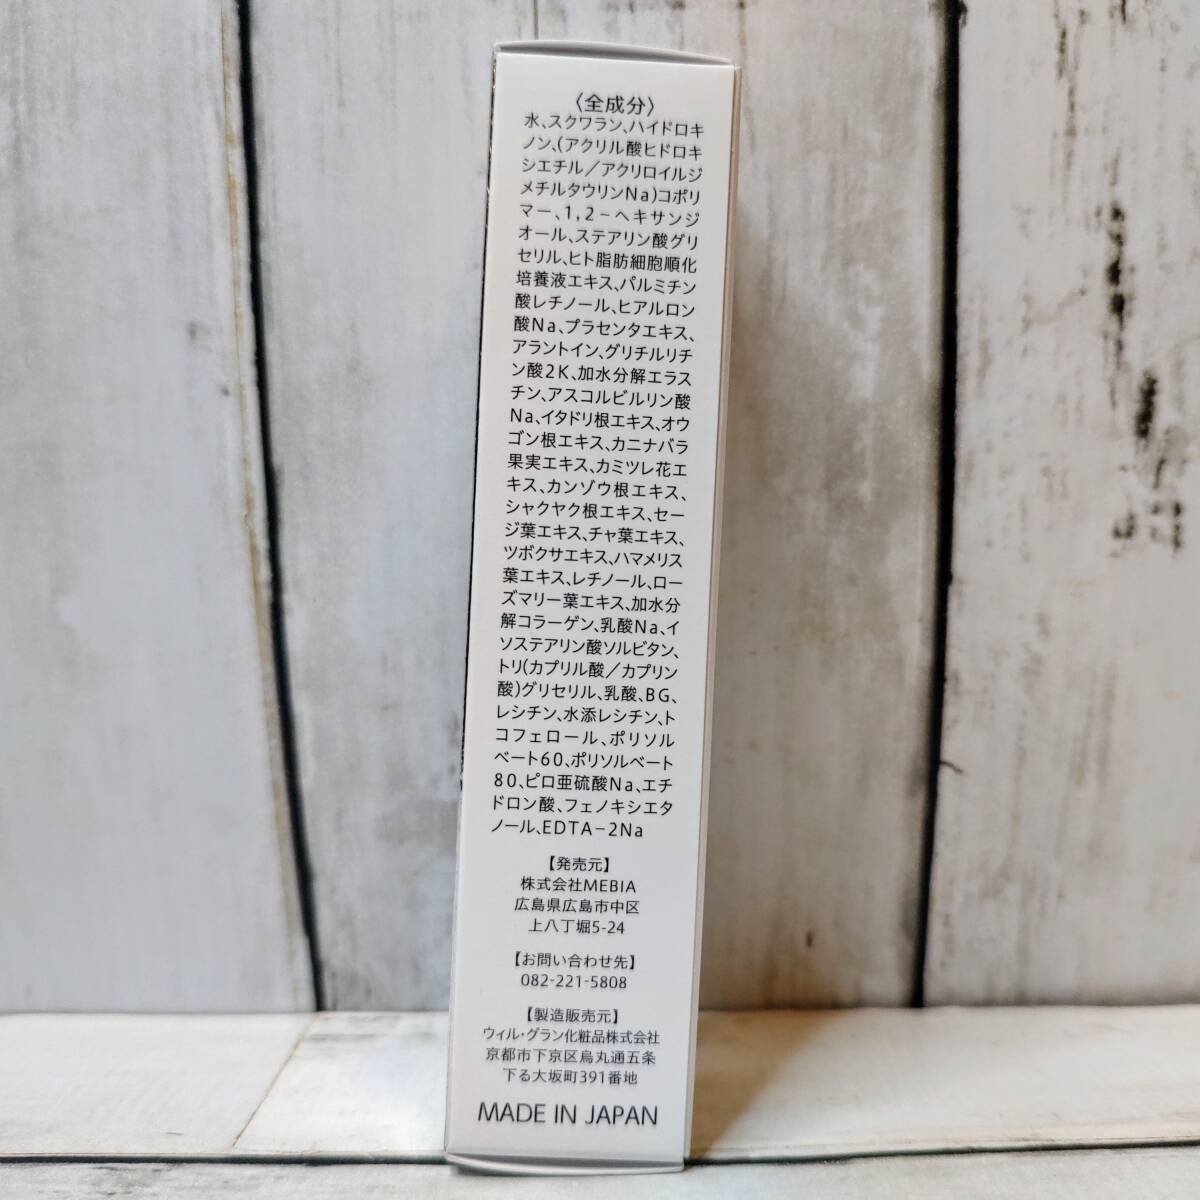 〈全成分〉
水、スクワラン、ハイドロキ
ノン、(アクリル酸ヒドロキ
シエチル／アクリロイルジ
メチルタウリンNa)コポリ
マー、1,2－ヘキサンジ
オール、ステアリン酸グリ
セリル、ヒト脂肪細胞順化
培養液エキス、パルミチン
酸レチノール、ヒアルロン
酸Na、プラセンタエキス、
アラントイン、グリチルリチ
ン酸2K、加水分解エラス
チン、アスコルビルリン酸
Na、イタドリ根エキス、オウ
ゴン根エキス、カニナバラ
果実エキス、カミツレ花エ
キス、カンゾウ根エキス、
シャクヤク根エキス、セー
ジ葉エキス、チャ葉エキス、
ツボクサエキス、ハマメリス
葉エキス、レチノール、ロー
ズマリー葉エキス、加水分
解コラーゲン、乳酸Na、イ
ソステアリン酸ソルビタン、
トリ(カプリル酸／カプリン
酸)グリセリル、乳酸、BG、
レシチン、水添レシチン、ト
コフェロール、ポリソル
ベート60、ポリソルベート
80、ピロ亜硫酸Na、エチ
ドロン酸、フェノキシエタ
ノール、EDTA－2Na
【発売元】
株式会社MEBIA
広島県広島市中区
上八丁堀5-24
【お問い合わせ先】
082-221-5808
【製造販売元】
ウィル・グラン化粧品株式会社
京都市下京区烏丸通五条
下る大坂町391番地
MADE IN JAPAN